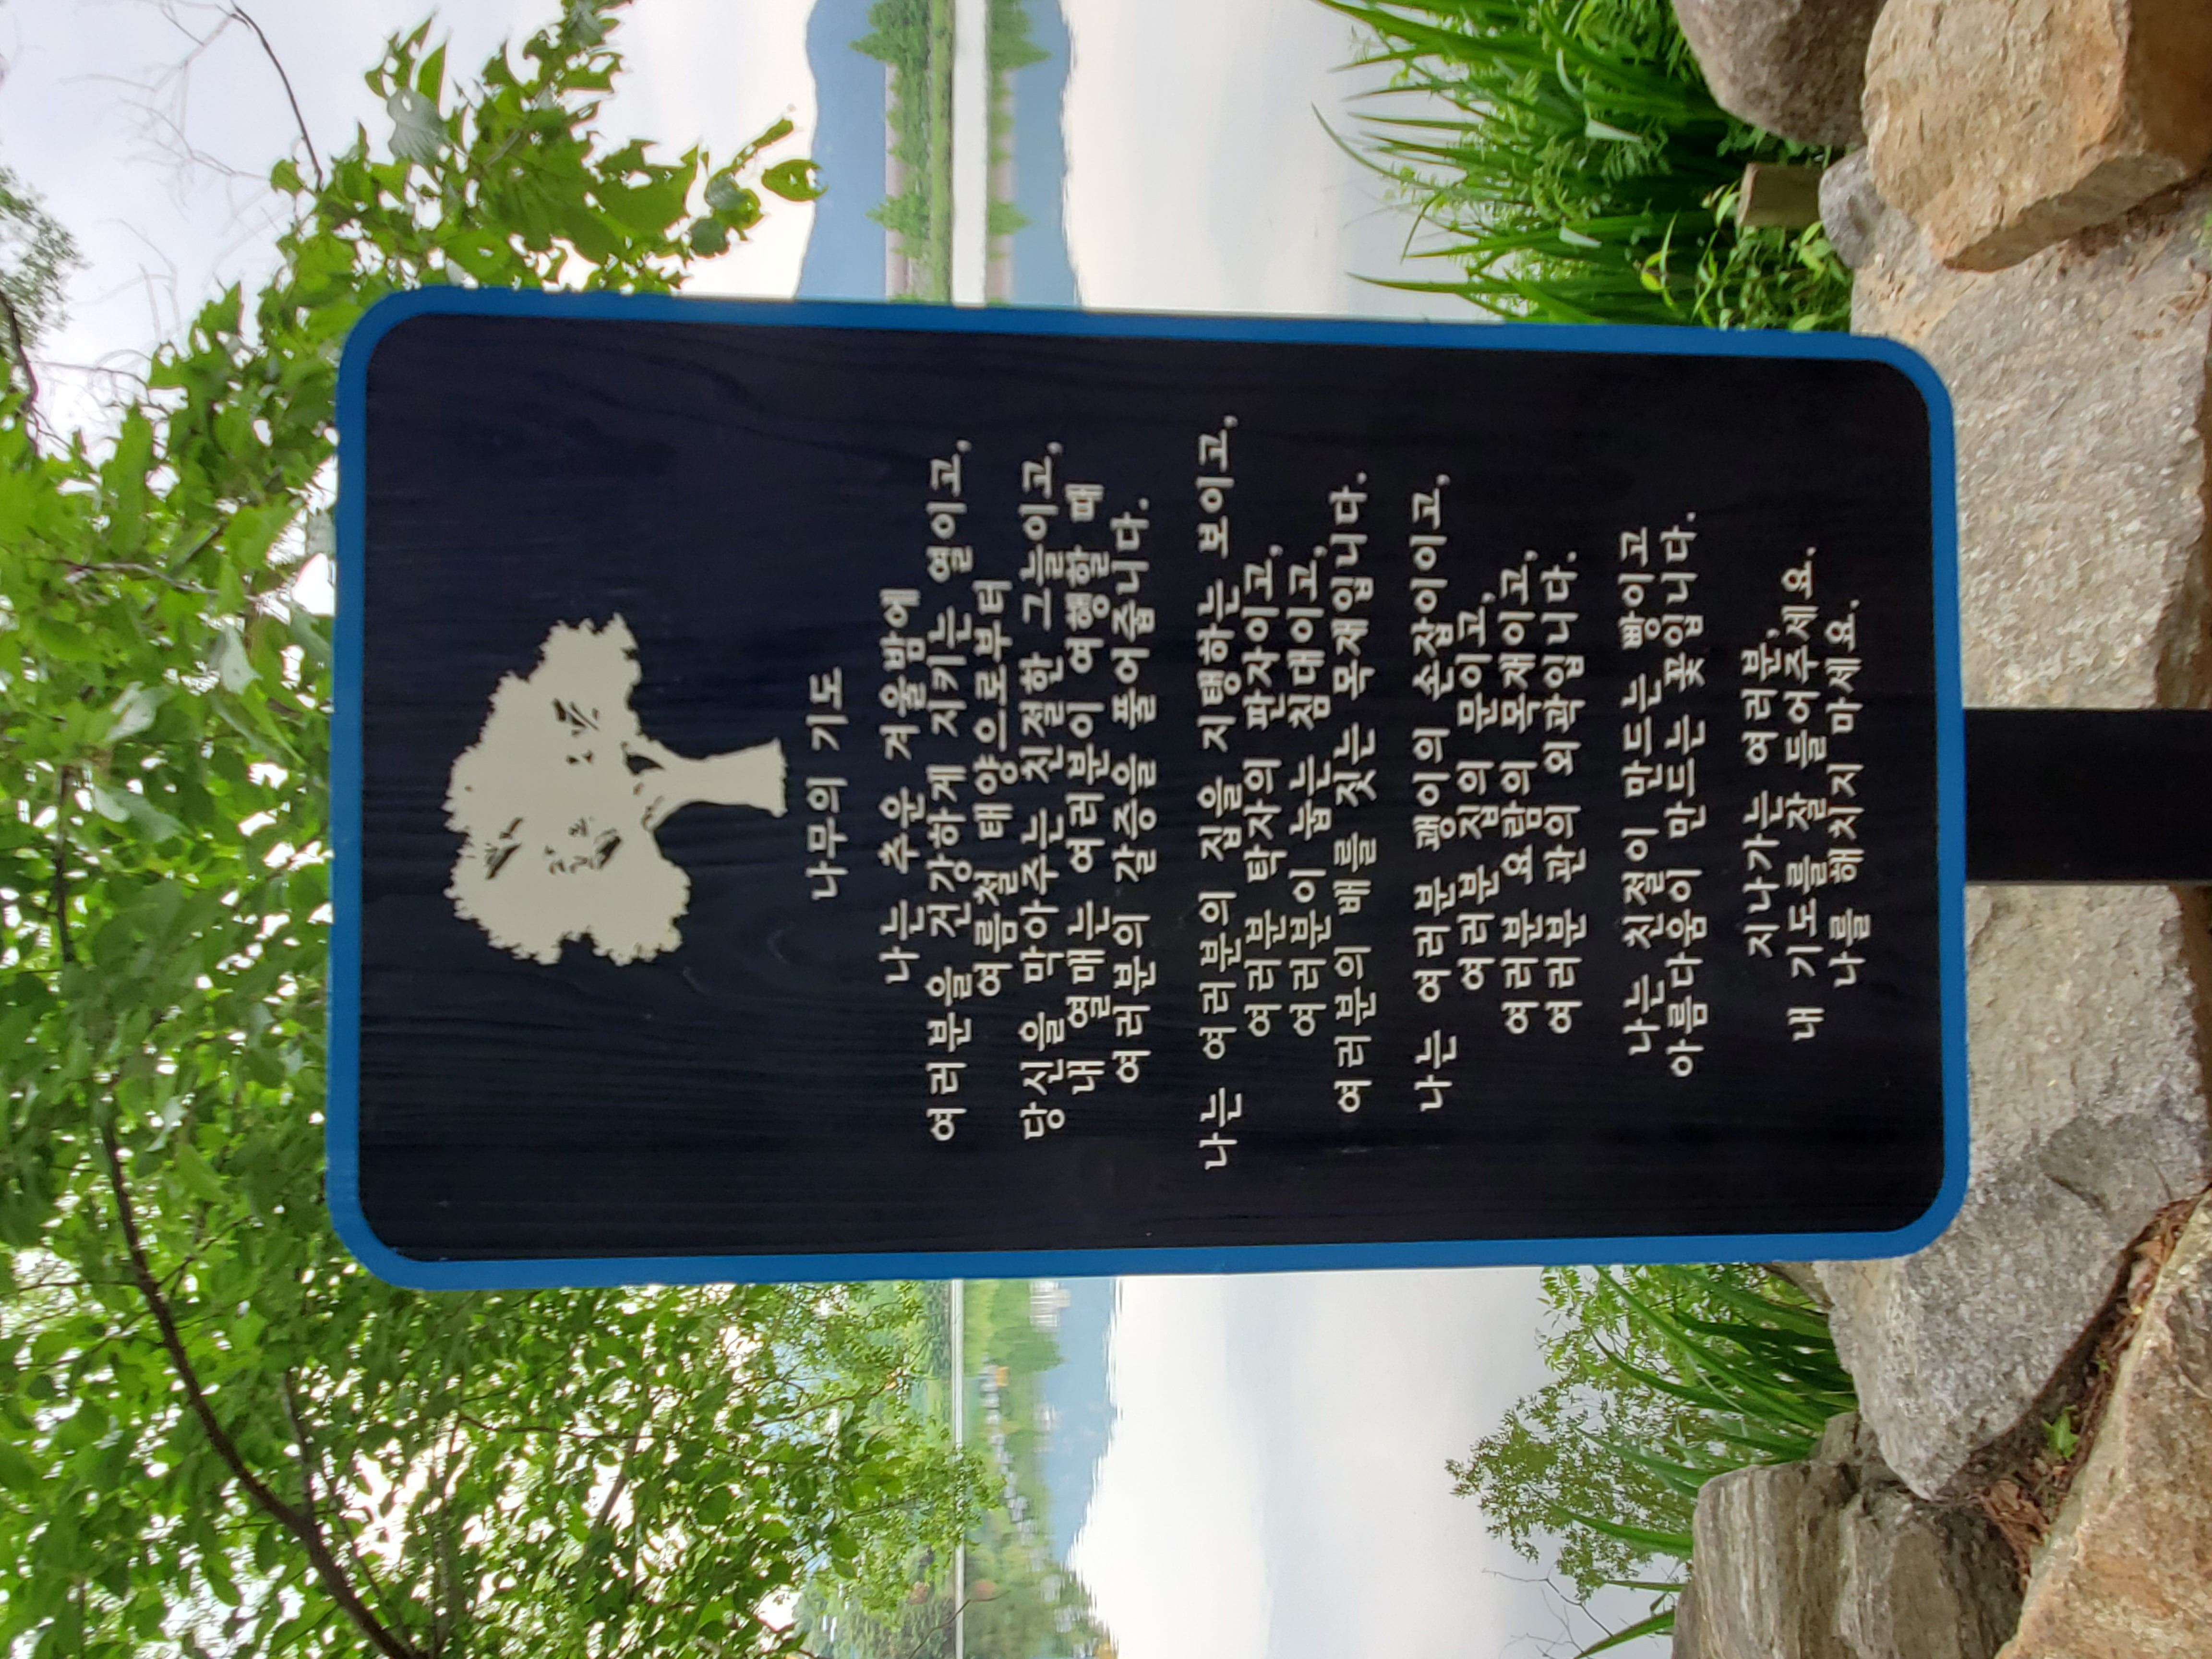 나무의 기도
나는 추운 겨울밤에
여러분을 건강하게 지키는 열이고,
여름철 태양으로부터
당신을 막아주는 친절한 그늘이고,
내 열매는 여러분이 여행할 때
여러분의 갈증을 풀어줍니다.
나는 여러분의 집을 지탱하는 보이고,
여러분 탁자의 판자이고,
여러분이 눕는 침대이고,
여러분의 배를 짓는 목재입니다.
나는 여러분 괭이의 손잡이이고,
여러분 집의 문이고,
여러분 요람의 목재이고,
여러분 관의 외곽입니다.
나는 친절이 만드는 빵이고
아름다움이 만드는 꽃입니다.
지나가는 여러분,
내 기도를 잘 들어주세요.
나를 해치지 마세요.